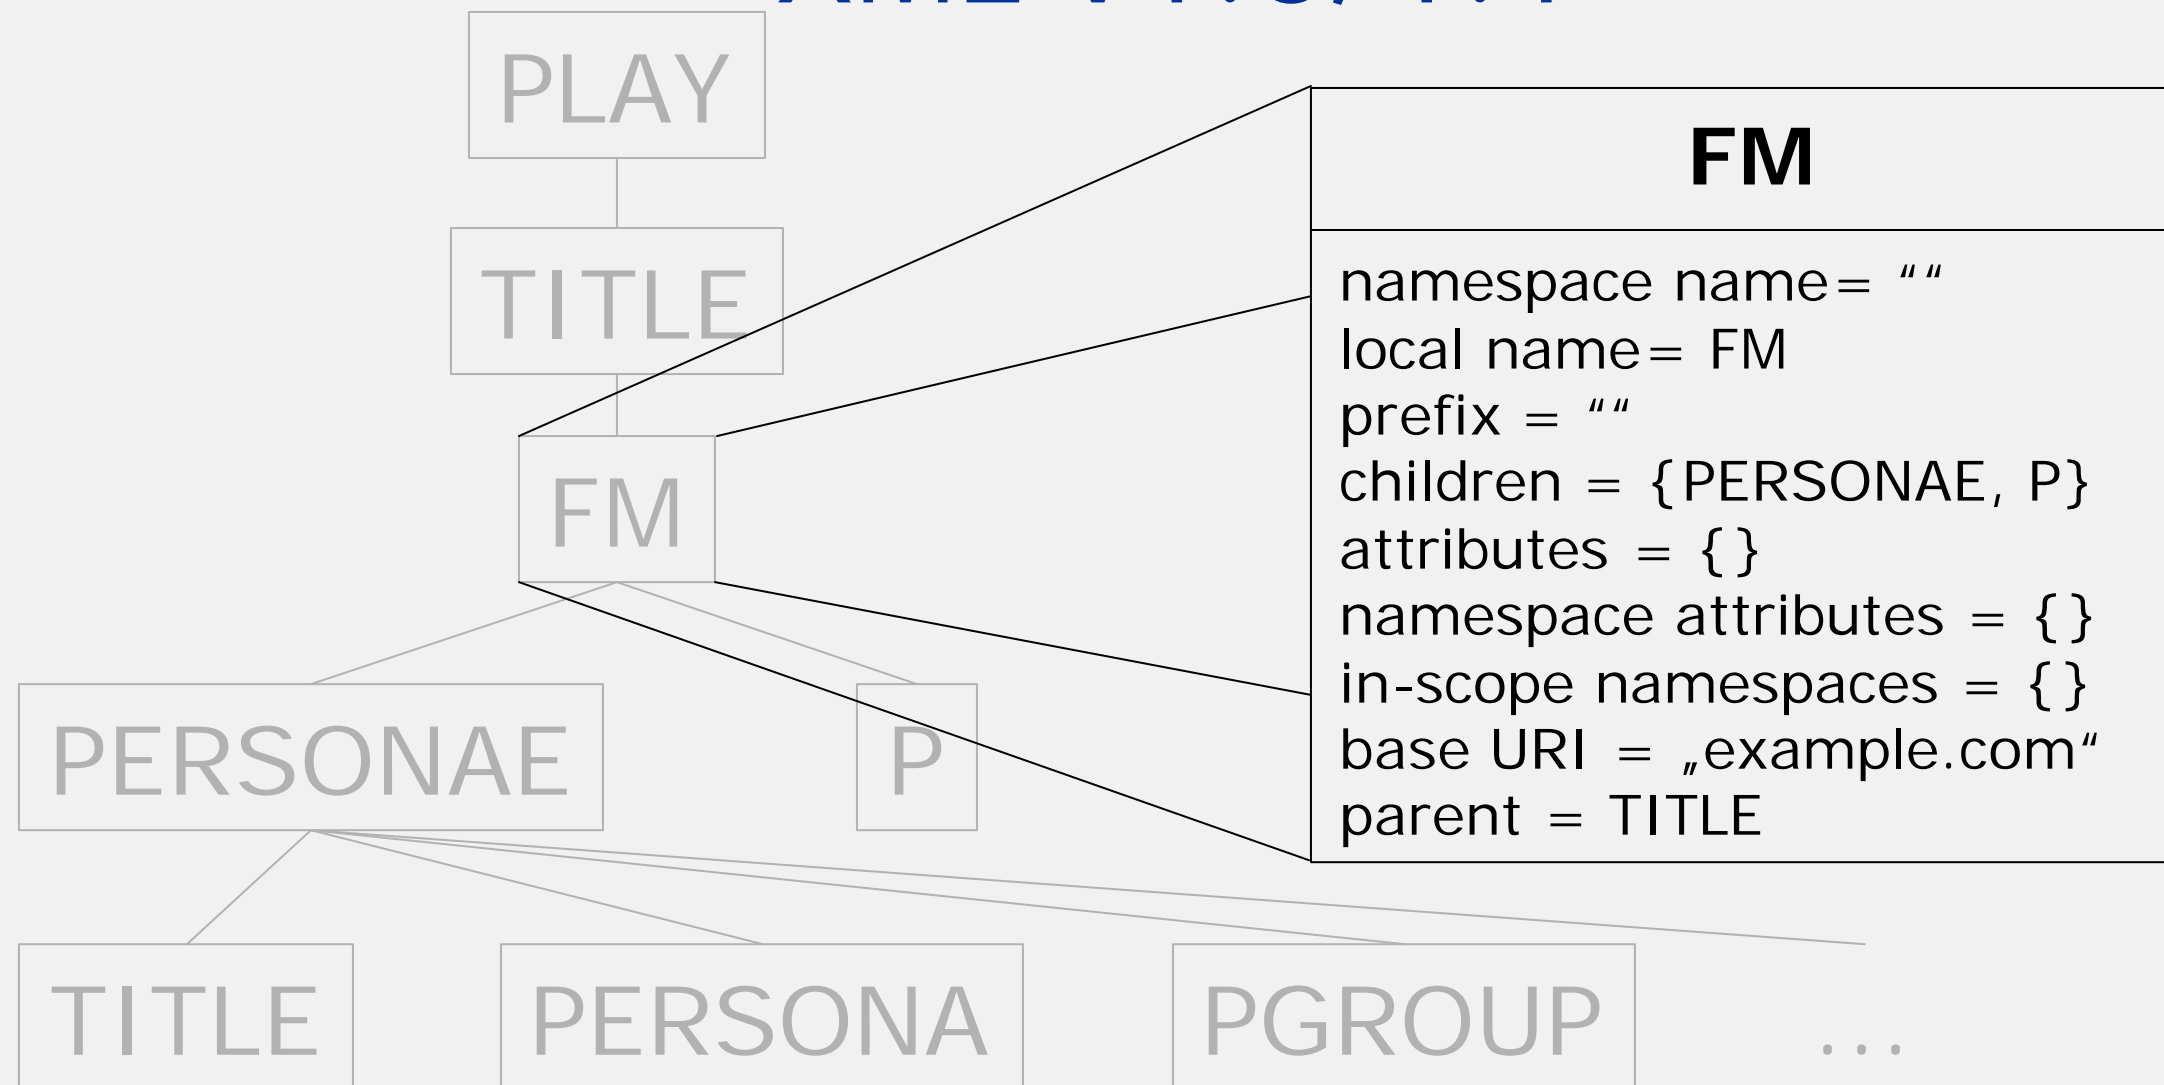 PLAY
TITLE
FM
PERSONAE
P
TITLE
PERSONA
PGROUP
...
FM
namespace name= ““
local name= FM
prefix = ““
children = {PERSONAE, P}
attributes = {}
namespace attributes = {}
in-scope namespaces = {}
base URI = „example.com“
parent = TITLE